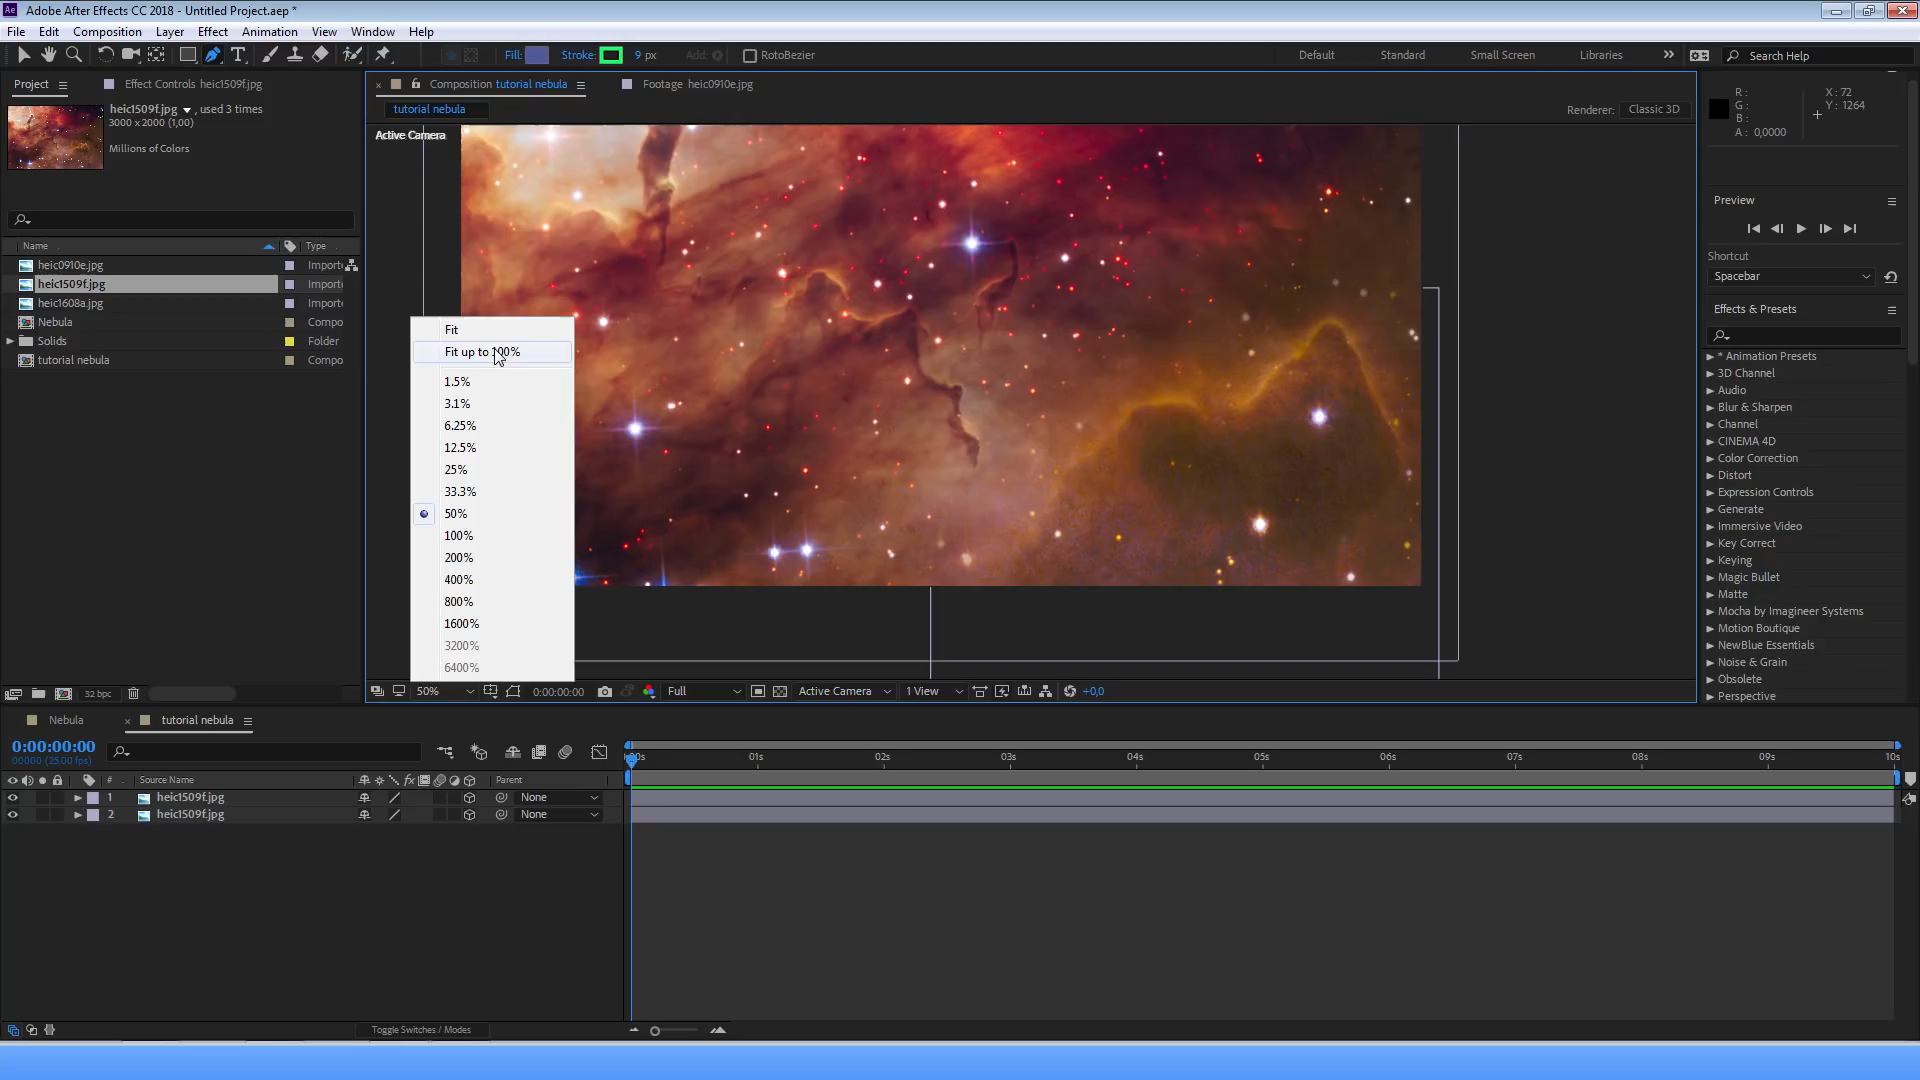 Adobe After Effects CC 2018 - Untitled Project.aep *
File Edit Composition Layer Effect Animation View Window Help
Fill: Stroke: 9 px Add: RotoBezier Default Standard Small Screen Libraries Search Help
Project Effect Controls heic1509f.jpg
Composition tutorial nebula Footage heic0910e.jpg
tutorial nebula
Renderer: Classic 3D
Active Camera
heic1509f.jpg , used 3 times
3000 x 2000 (1,00)
Millions of Colors
Name Type
heic0910e.jpg Import
heic1509f.jpg Import
heic1608a.jpg Import
Nebula Compo
Solids Folder
tutorial nebula Compo
32 bpc
Fit
Fit up to 100%
1.5%
3.1%
6.25%
12.5%
25%
33.3%
50%
100%
200%
400%
800%
1600%
3200%
6400%
50% 0:00:00:00 Full Active Camera 1 View +0,0
R :
G :
B :
A : 0,0000
X : 72
Y : 1264
Preview
Shortcut
Spacebar
Effects & Presets
* Animation Presets
3D Channel
Audio
Blur & Sharpen
Channel
CINEMA 4D
Color Correction
Distort
Expression Controls
Generate
Immersive Video
Key Correct
Keying
Magic Bullet
Matte
Mocha by Imagineer Systems
Motion Boutique
NewBlue Essentials
Noise & Grain
Obsolete
Perspective
Nebula tutorial nebula
0:00:00:00
00000 (25.00 fps)
# Source Name fx Parent
1 heic1509f.jpg None
2 heic1509f.jpg None
00s 01s 02s 03s 04s 05s 06s 07s 08s 09s 10s
Toggle Switches / Modes